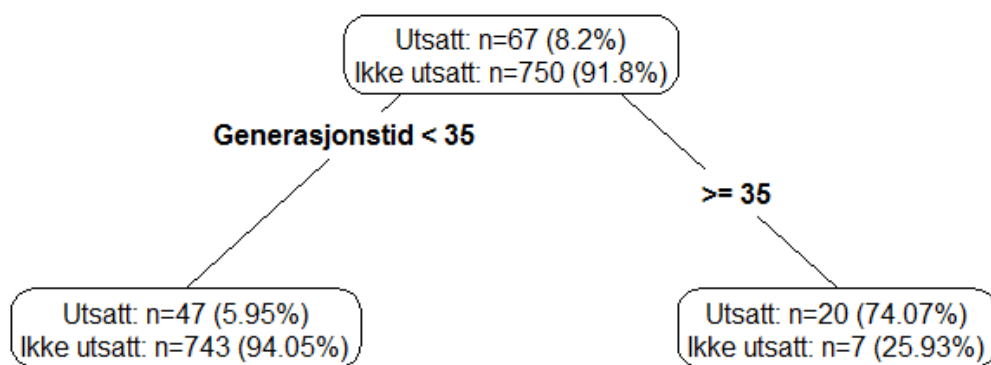 Utsatt: n=67 (8.2%)
Ikke utsatt: n=750 (91.8%)
Generasjonstid < 35
>= 35
Utsatt: n=47 (5.95%)
Ikke utsatt: n=743 (94.05%)
Utsatt: n=20 (74.07%)
Ikke utsatt: n=7 (25.93%)